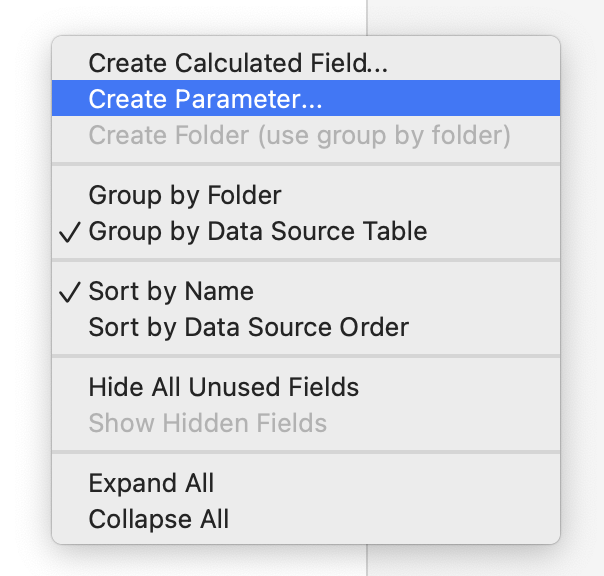 Create Calculated Field...
Create Parameter...
Create Folder (use group by folder)
Group by Folder
✓ Group by Data Source Table
✓ Sort by Name
Sort by Data Source Order
Hide All Unused Fields
Show Hidden Fields
Expand All
Collapse All